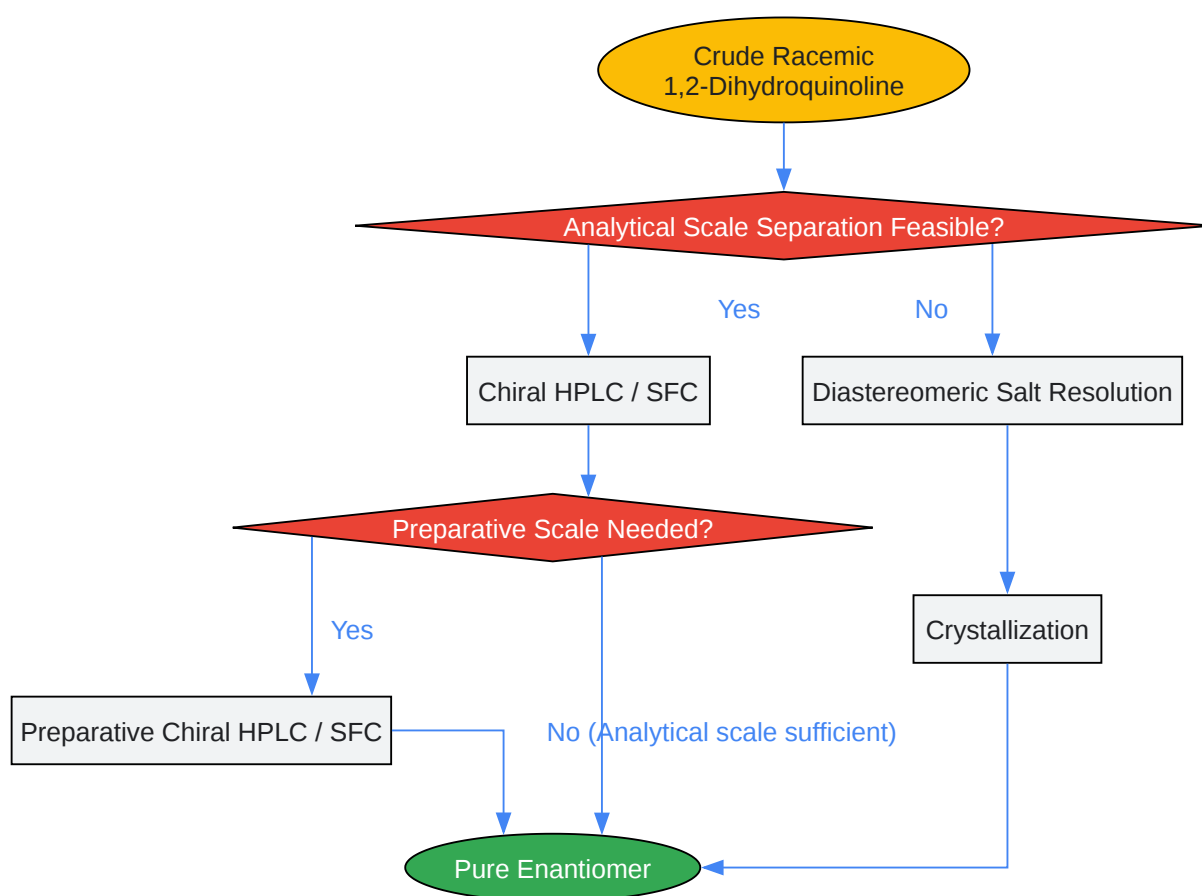 Crude Racemic
1,2-Dihydroquinoline
Analytical Scale Separation Feasible?
Yes
No
Chiral HPLC / SFC
Diastereomeric Salt Resolution
Preparative Scale Needed?
Yes
Crystallization
Preparative Chiral HPLC / SFC
No (Analytical scale sufficient)
Pure Enantiomer